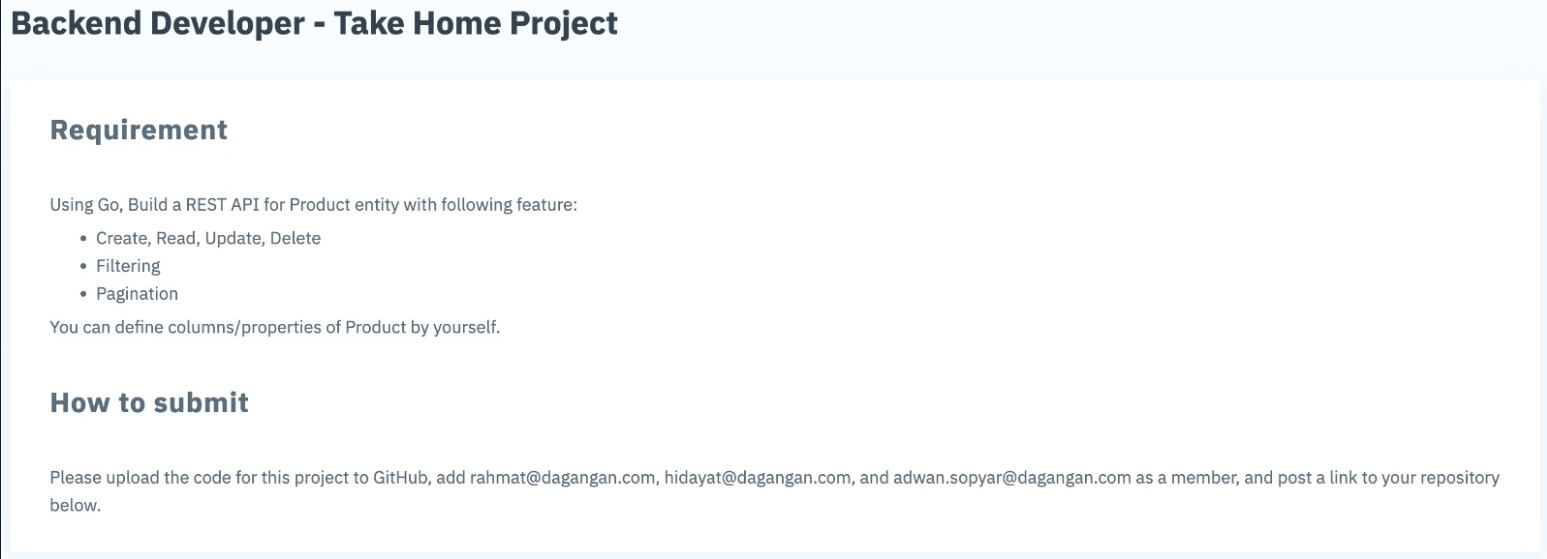 Backend Developer - Take Home Project
Requirement
Using Go, Build a REST API for Product entity with following feature:
• Create, Read, Update, Delete
• Filtering
• Pagination
You can define columns/properties of Product by yourself.
How to submit
Please upload the code for this project to GitHub, add rahmat@dagangan.com, hidayat@dagangan.com, and adwan.sopyar@dagangan.com as a member, and post a link to your repository
below.